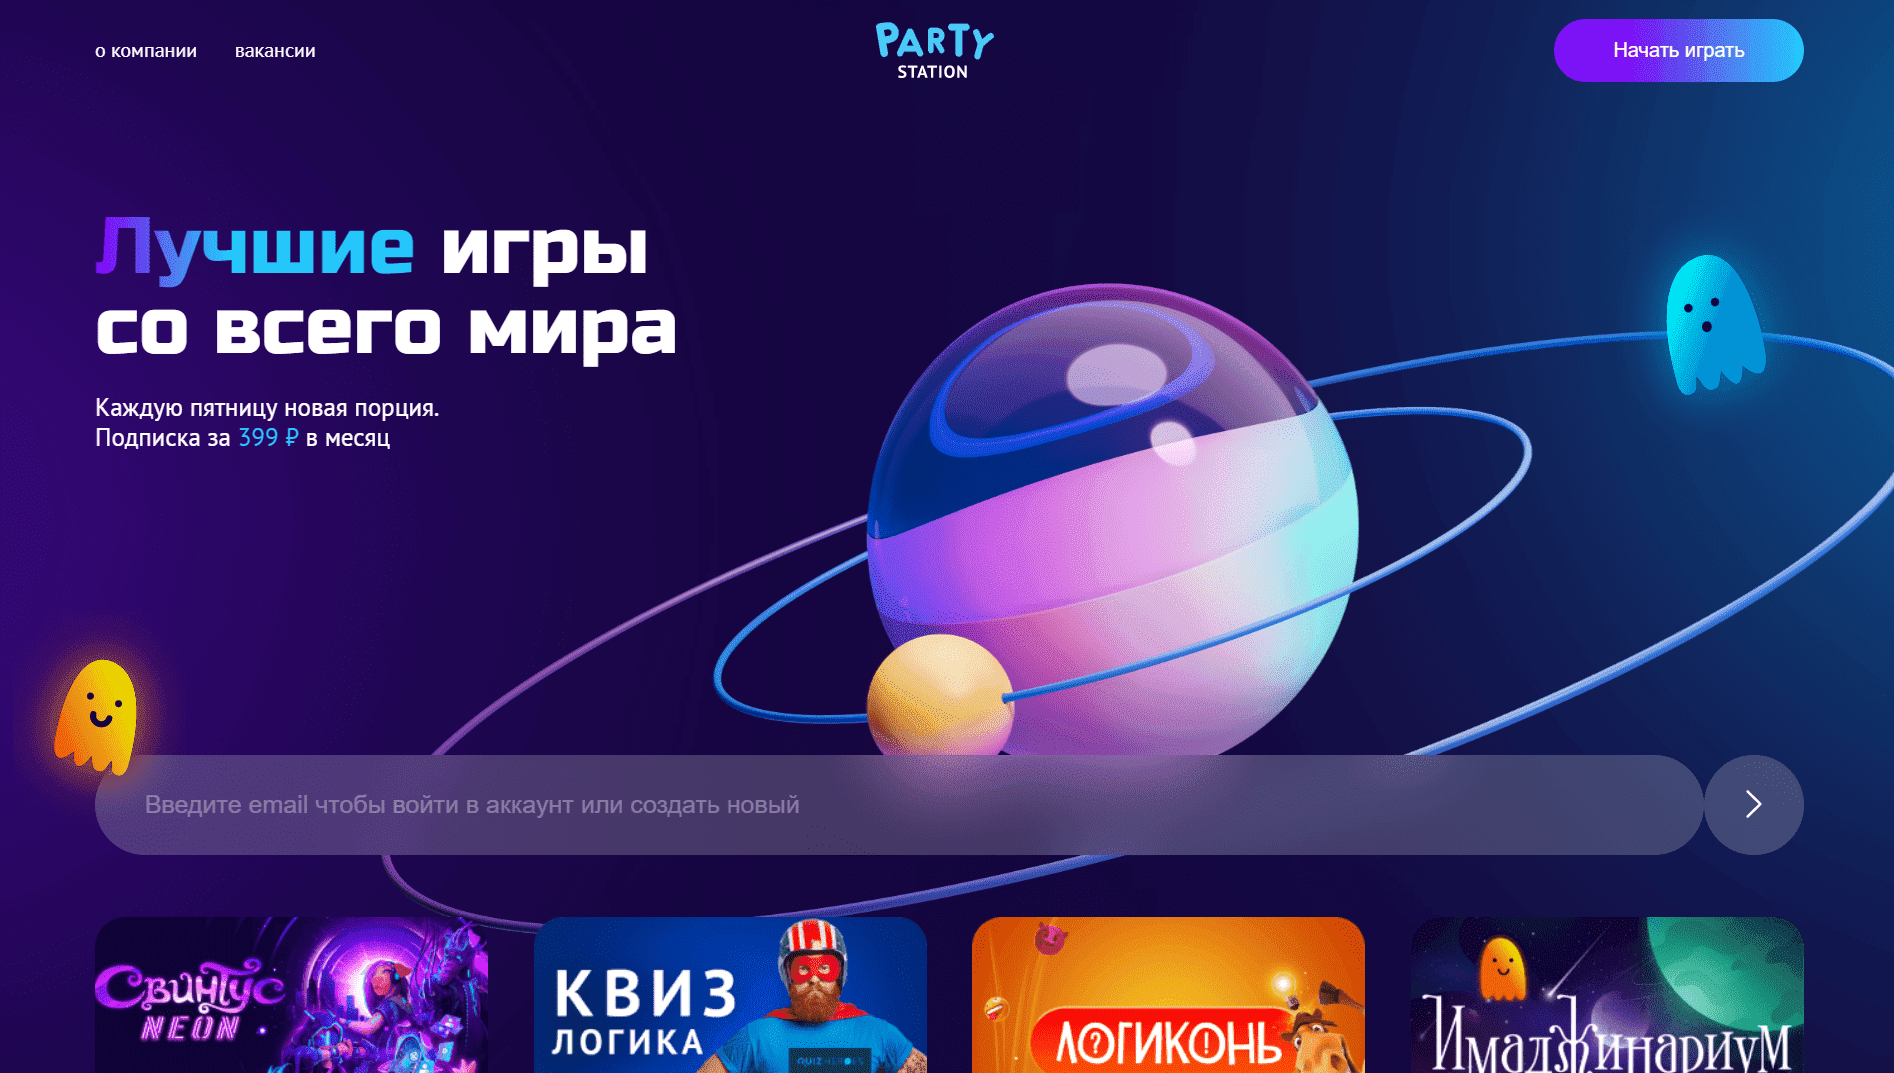 о компании
вакансии
PARTY
STATION
Начать играть
Лучшие игры
со всего мира
Каждую пятницу новая порция.
Подписка за 399 ₽ в месяц
Введите email чтобы войти в аккаунт или создать новый
Свинтус
NEON
КВИЗ
ЛОГИКА
QUIZ HEROES
ЛОГИКОНЬ
Имаджинариум